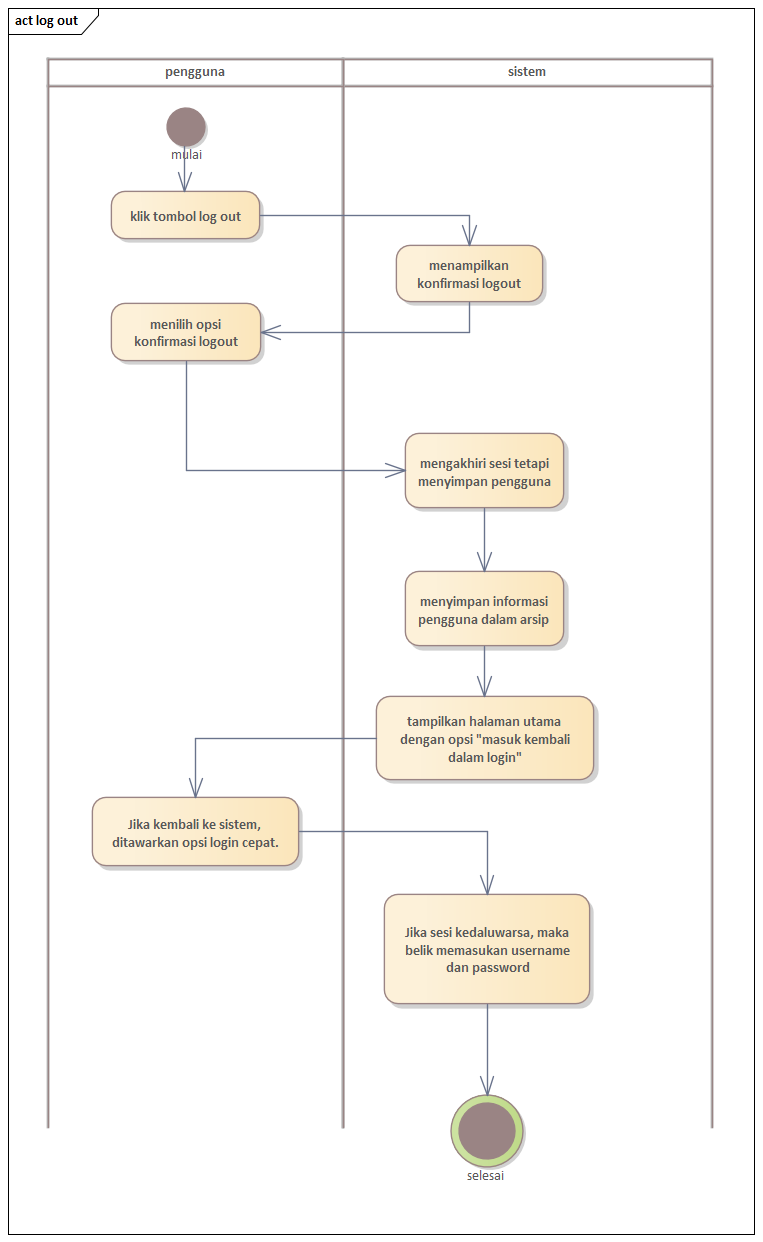 act log out
pengguna
sistem
mulai
klik tombol log out
menampilkan
konfirmasi logout
menilih opsi
konfirmasi logout
mengakhiri sesi tetapi
menyimpan pengguna
menyimpan informasi
pengguna dalam arsip
tampilkan halaman utama
dengan opsi "masuk kembali
dalam login"
Jika kembali ke sistem,
ditawarkan opsi login cepat.
Jika sesi kedaluwarsa, maka
belik memasukan username
dan password
selesai